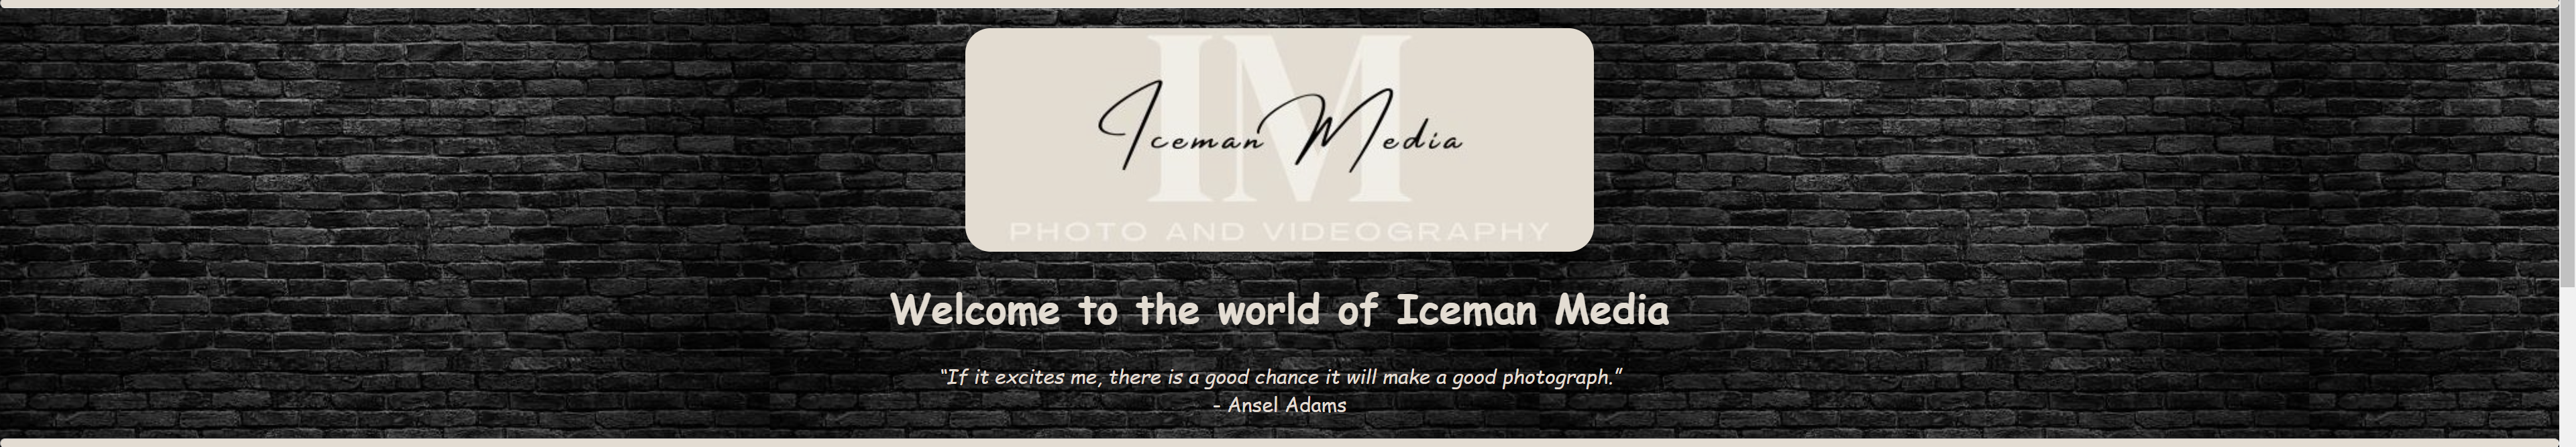 IM
Iceman Media
PHOTO AND VIDEOGRAPHY
Welcome to the world of Iceman Media
“If it excites me, there is a good chance it will make a good photograph.”
- Ansel Adams